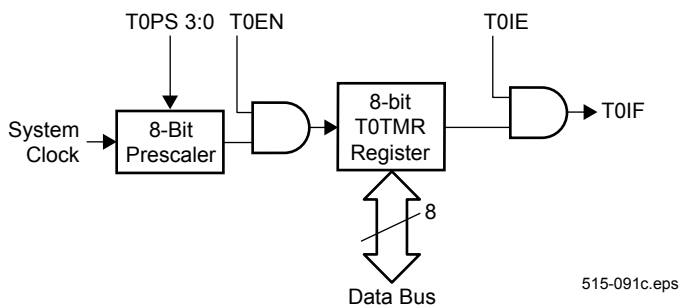 T0PS 3:0
T0EN
T0IE
System
Clock
8-Bit
Prescaler
8-bit
T0TMR
Register
T0IF
8
Data Bus
515-091c.eps